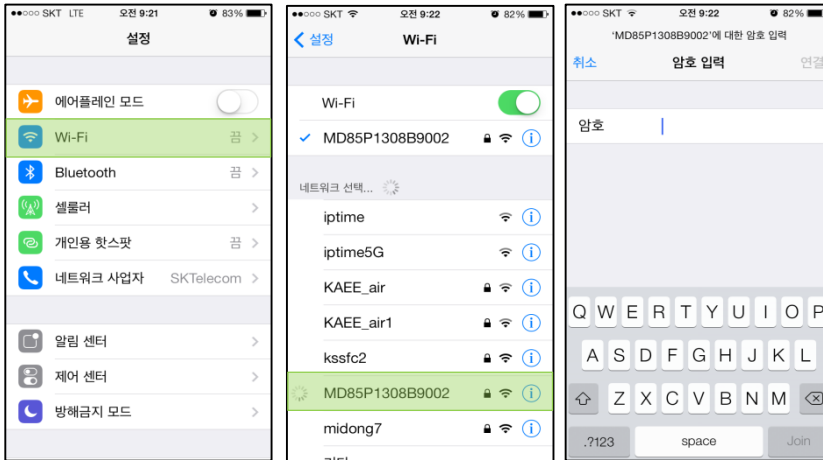 SKT LTE 오전 9:21 83%
설정
에어플레인 모드
Wi-Fi 끔
Bluetooth 끔
셀룰러
개인용 핫스팟 끔
네트워크 사업자 SKTelecom
알림 센터
제어 센터
방해금지 모드
SKT 오전 9:22 82%
설정 Wi-Fi
Wi-Fi
MD85P1308B9002
네트워크 선택...
iptime
iptime5G
KAEE_air
KAEE_air1
kssfc2
MD85P1308B9002
midong7
SKT 오전 9:22 82%
'MD85P1308B9002'에 대한 암호 입력
취소 암호 입력 연결
암호
Q W E R T Y U I O P
A S D F G H J K L
Z X C V B N M
.?123 space Join